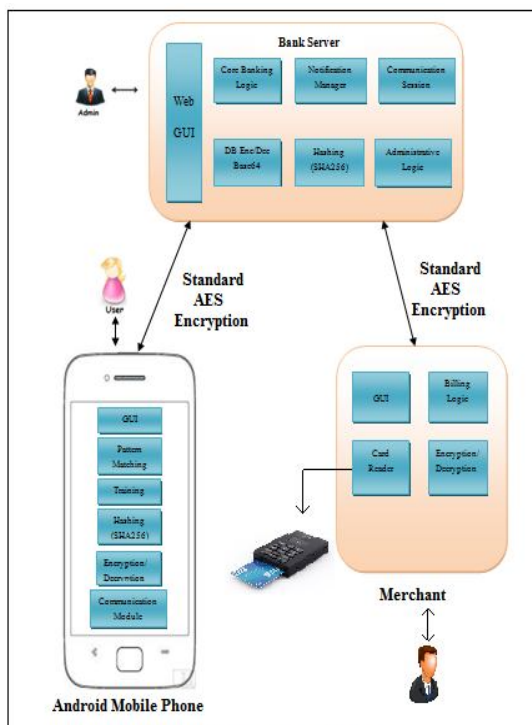 Bank Server
Admin
Web
GUI
Core Banking
Logic
Notification
Manager
Communication
Session
DB Enc/Dec
Base64
Hashing
(SHA256)
Administrative
Logic
User
Standard
AES
Encryption
Standard
AES
Encryption
GUI
Pattern
Matching
Training
Hashing
(SHA256)
Encryption/
Decryption
Communication
Module
Android Mobile Phone
GUI
Billing
Logic
Card
Reader
Encryption/
Decryption
Merchant